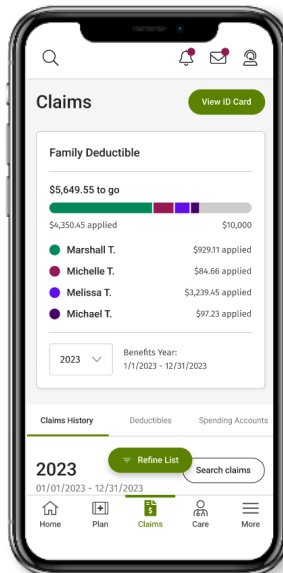 Claims
View ID Card
Family Deductible
$5,649.55 to go
$4,350.45 applied $10,000
Marshall T. $929.11 applied
Michelle T. $84.66 applied
Melissa T. $3,239.45 applied
Michael T. $97.23 applied
2023
Benefits Year:
1/1/2023 - 12/31/2023
Claims History Deductibles Spending Accounts
2023
Refine List
Search claims
01/01/2023 - 12/31/2023
Home Plan Claims Care More